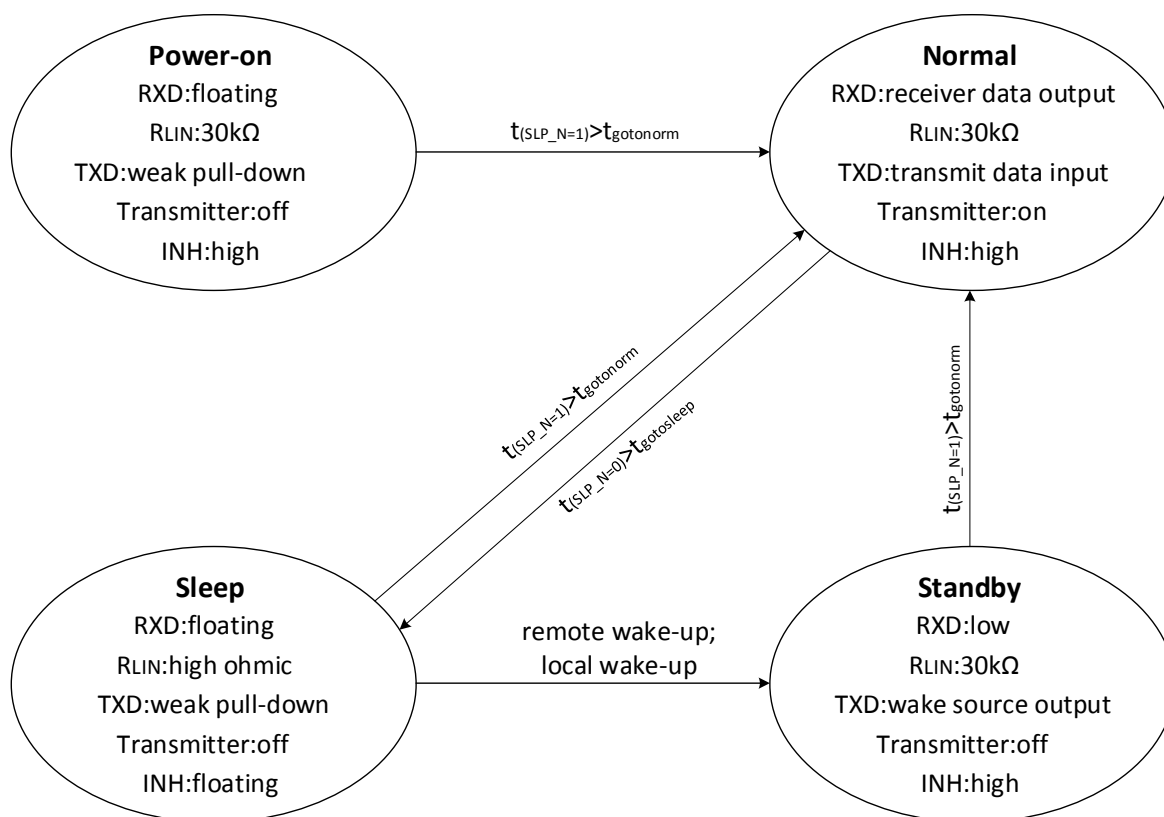 Power-on
RXD:floating
RLIN:30kΩ
TXD:weak pull-down
Transmitter:off
INH:high
t(SLP_N=1)>tgotonorm
Normal
RXD:receiver data output
RLIN:30kΩ
TXD:transmit data input
Transmitter:on
INH:high
t(SLP_N=1)>tgotonorm
t(SLP_N=0)>tgotosleep
t(SLP_N=1)>tgotonorm
Sleep
RXD:floating
RLIN:high ohmic
TXD:weak pull-down
Transmitter:off
INH:floating
remote wake-up;
local wake-up
Standby
RXD:low
RLIN:30kΩ
TXD:wake source output
Transmitter:off
INH:high